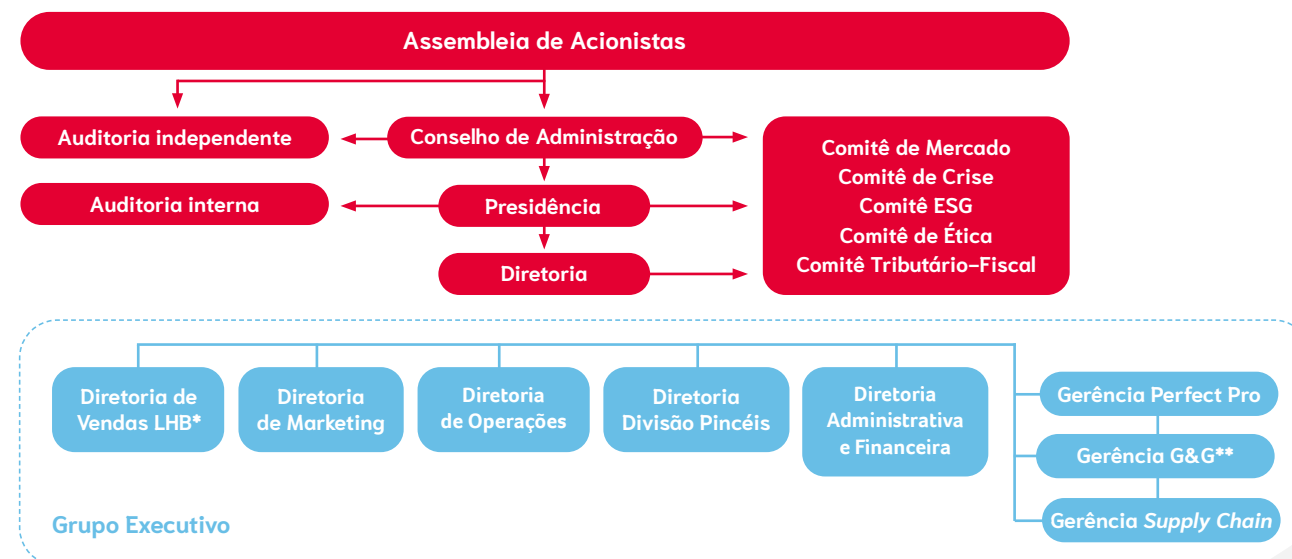 Assembleia de Acionistas
Auditoria independente
Conselho de Administração
Auditoria interna
Presidência
Diretoria
Comitê de Mercado
Comitê de Crise
Comitê ESG
Comitê de Ética
Comitê Tributário-Fiscal
Diretoria de
Vendas LHB*
Diretoria
de Marketing
Diretoria
de Operações
Diretoria
Divisão Pincéis
Diretoria
Administrativa
e Financeira
Gerência Perfect Pro
Gerência G&G**
Gerência Supply Chain
Grupo Executivo